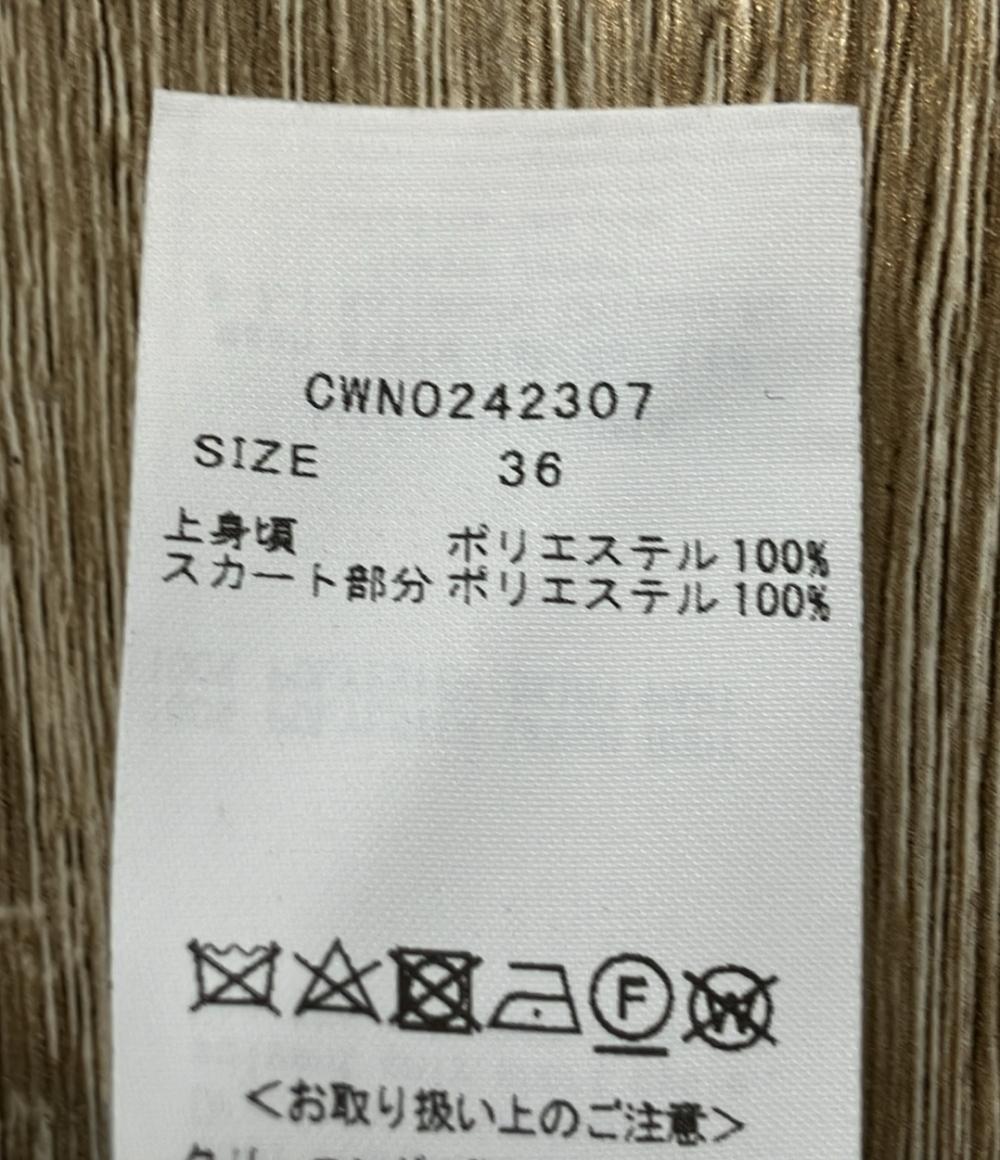 CWNO242307
SIZE 36
上身頃 ポリエステル 100%
スカート部分 ポリエステル 100%
F
W
<お取り扱い上のご注意>